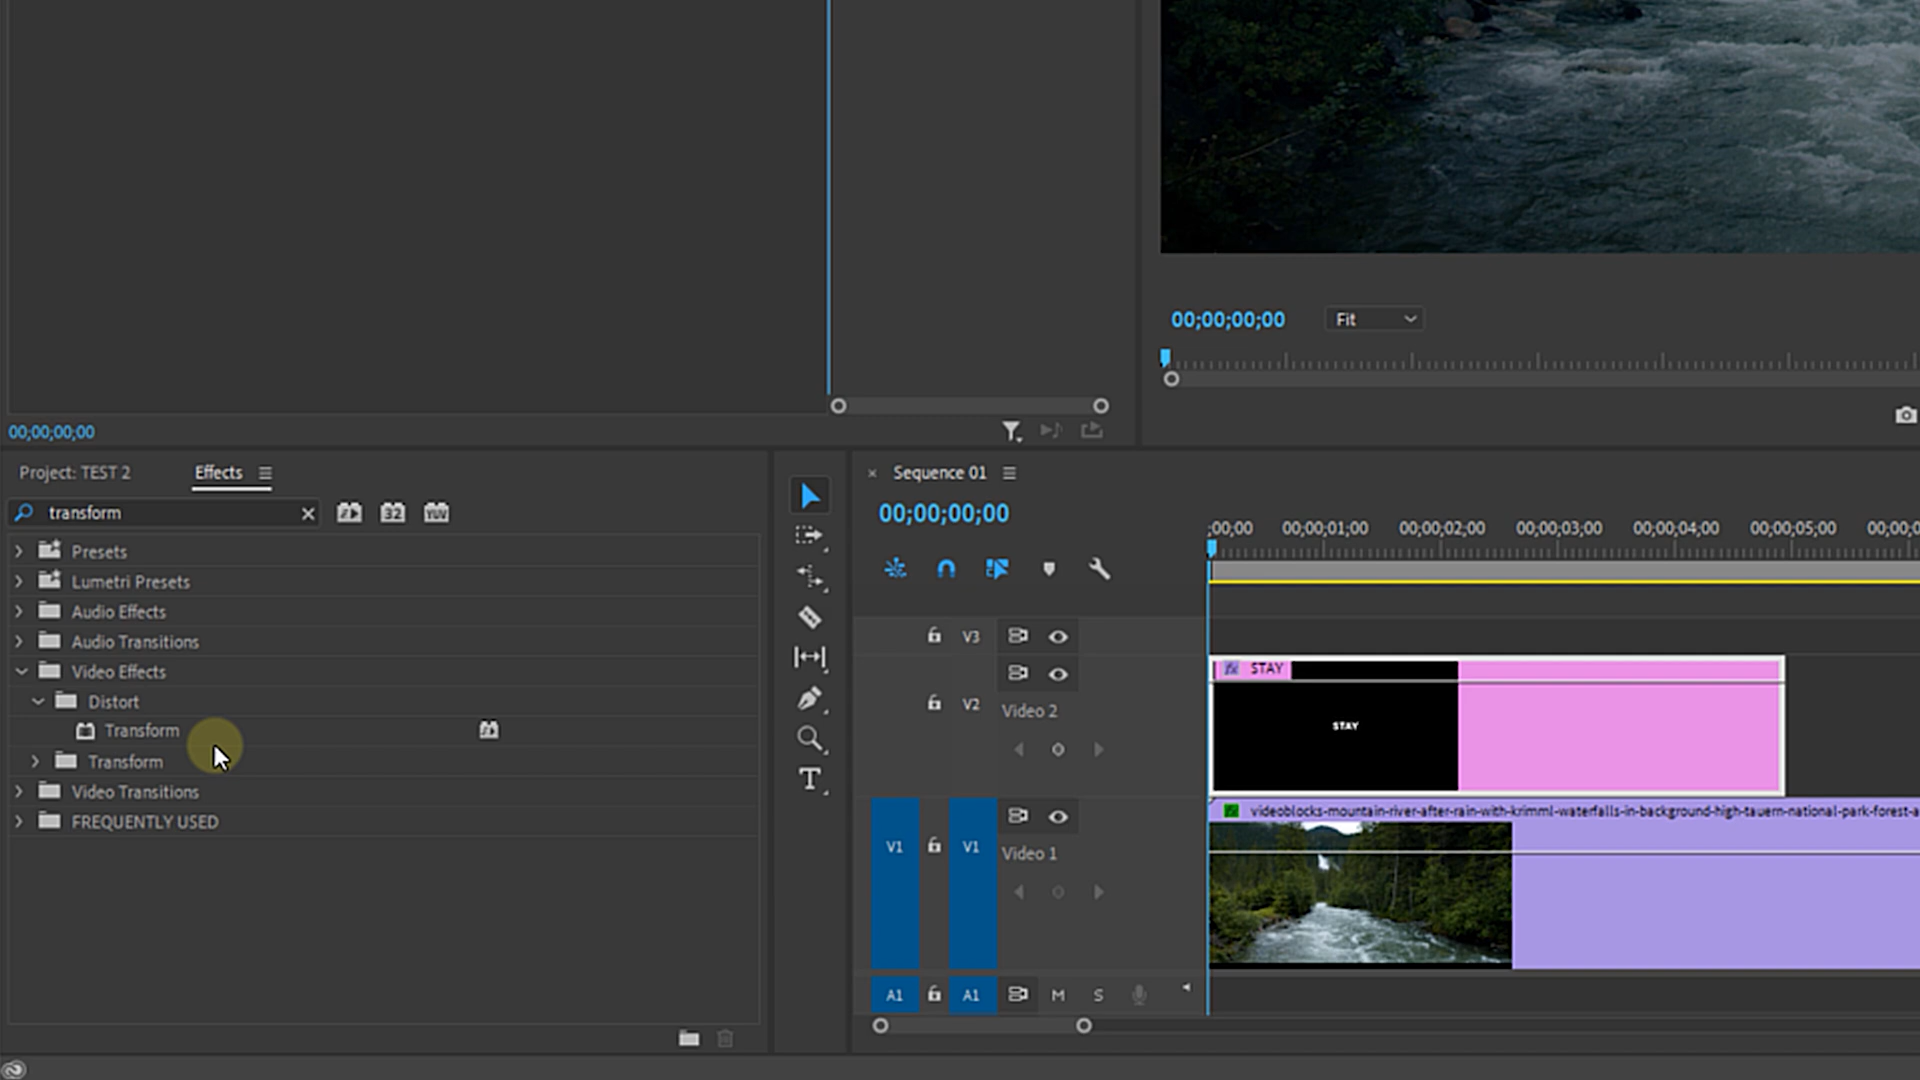 00;00;00;00
Fit
00;00;00;00
Project: TEST 2
Effects
transform
32
YUV
Presets
Lumetri Presets
Audio Effects
Audio Transitions
Video Effects
Distort
Transform
Transform
Video Transitions
FREQUENTLY USED
T
Sequence 01
00;00;00;00
;00;00
00;00;01;00
00;00;02;00
00;00;03;00
00;00;04;00
00;00;05;00
V3
V2
Video 2
fx STAY
STAY
V1
V1
Video 1
videoblocks-mountain-river-after-rain-with-krimml-waterfalls-in-background-high-tauern-national-park-forest-a
A1
A1
M
S